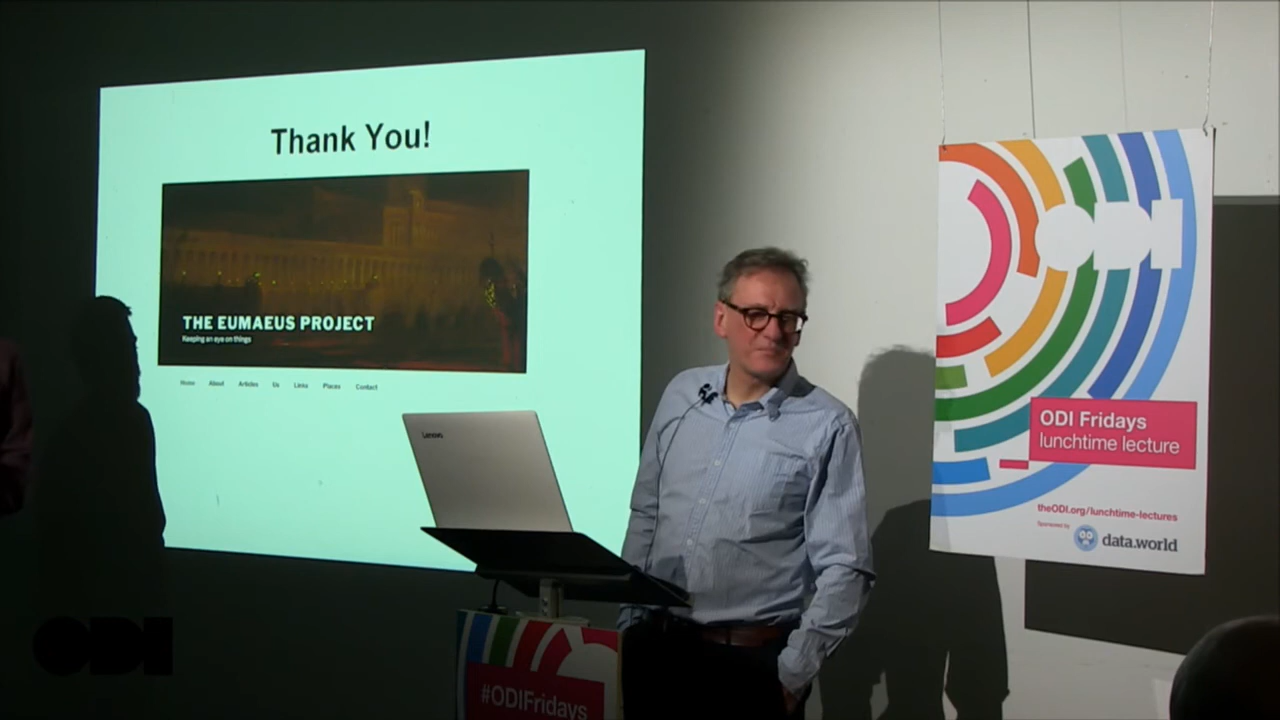 Thank You!
THE EUMAEUS PROJECT
Keeping an eye on things
Home About Articles Us Links Places Contact
Lenovo
ODI Fridays
lunchtime lecture
theODI.org/lunchtime-lectures
Sponsored by
data.world
#ODIFridays
ODI